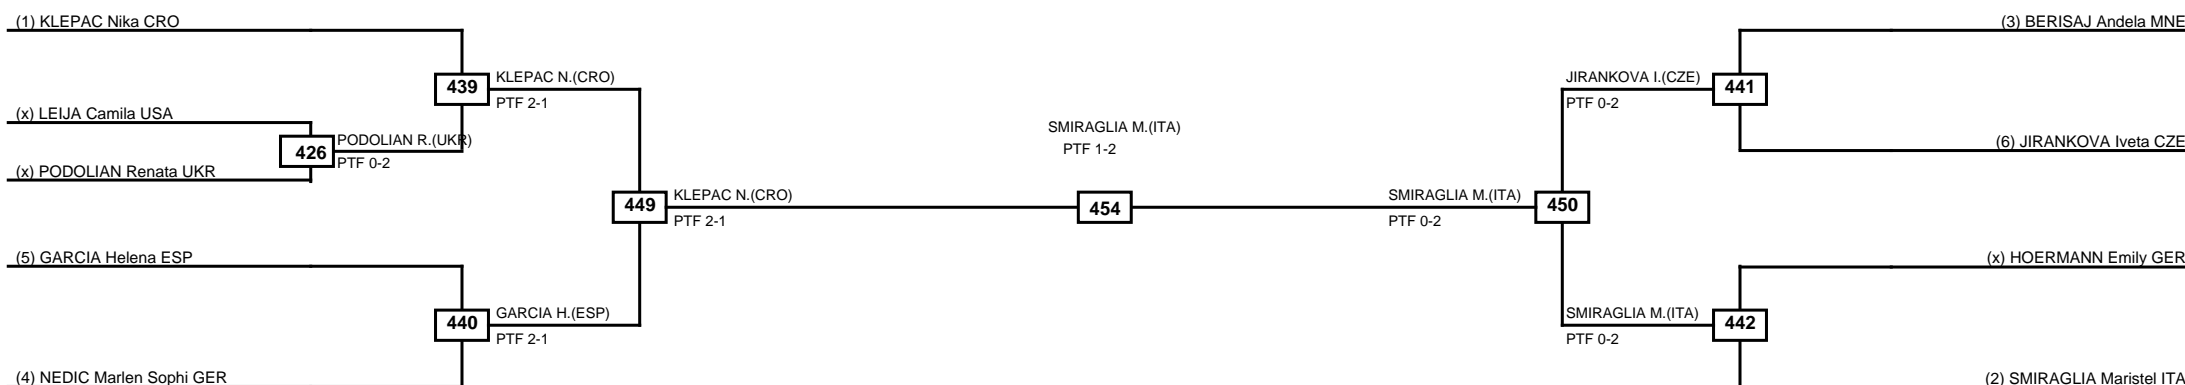 (1) KLEPAC Nika CRO
(3) BERISAJ Andela MNE
439
KLEPAC N.(CRO)
PTF 2-1
JIRANKOVA I.(CZE)
PTF 0-2
441
(x) LEIJA Camila USA
426
PODOLIAN R.(UKR)
PTF 0-2
(x) PODOLIAN Renata UKR
SMIRAGLIA M.(ITA)
PTF 1-2
(6) JIRANKOVA Iveta CZE
449
KLEPAC N.(CRO)
PTF 2-1
454
SMIRAGLIA M.(ITA)
PTF 0-2
450
(5) GARCIA Helena ESP
(x) HOERMANN Emily GER
440
GARCIA H.(ESP)
PTF 2-1
SMIRAGLIA M.(ITA)
PTF 0-2
442
(4) NEDIC Marlen Sophi GER
(2) SMIRAGLIA Maristel ITA